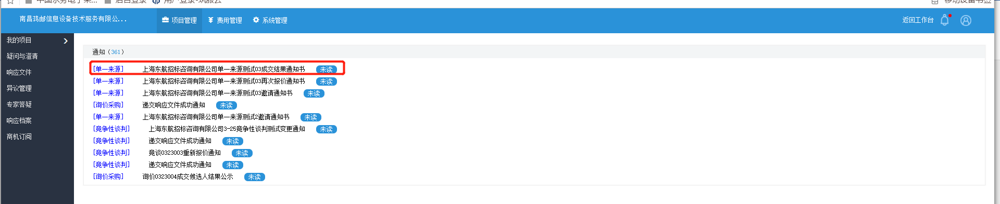 南昌鸿邮信息设备技术服务有限公... 项目管理 费用管理 系统管理 返回工作台
我的项目
疑问与澄清
响应文件
异议管理
专家答疑
响应档案
商机订阅
通知（361）
[单一来源] 上海东航招标咨询有限公司单一来源测试03成交结果通知书 未读
[单一来源] 上海东航招标咨询有限公司单一来源测试03再次报价通知书 未读
[单一来源] 上海东航招标咨询有限公司单一来源测试03邀请通知书 未读
[询价采购] 递交响应文件成功通知 未读
[单一来源] 上海东航招标咨询有限公司单一来源测试2邀请通知书 未读
[竞争性谈判] 上海东航招标咨询有限公司3-25竞争性谈判测试变更通知 未读
[竞争性谈判] 递交响应文件成功通知 未读
[竞争性谈判] 竞谈0323003重新报价通知 未读
[竞争性谈判] 递交响应文件成功通知 未读
[询价采购] 询价0323004成交候选人结果公示 未读